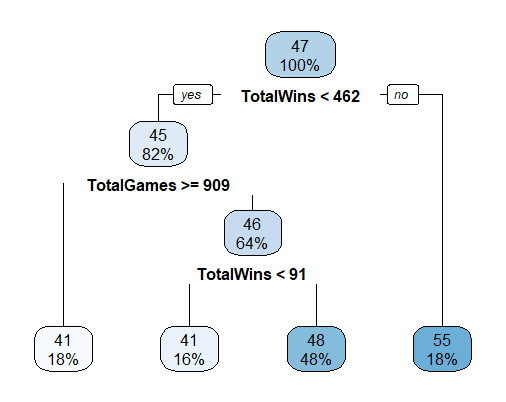 47
100%
yes
TotalWins < 462
no
45
82%
TotalGames >= 909
46
64%
TotalWins < 91
41
18%
41
16%
48
48%
55
18%